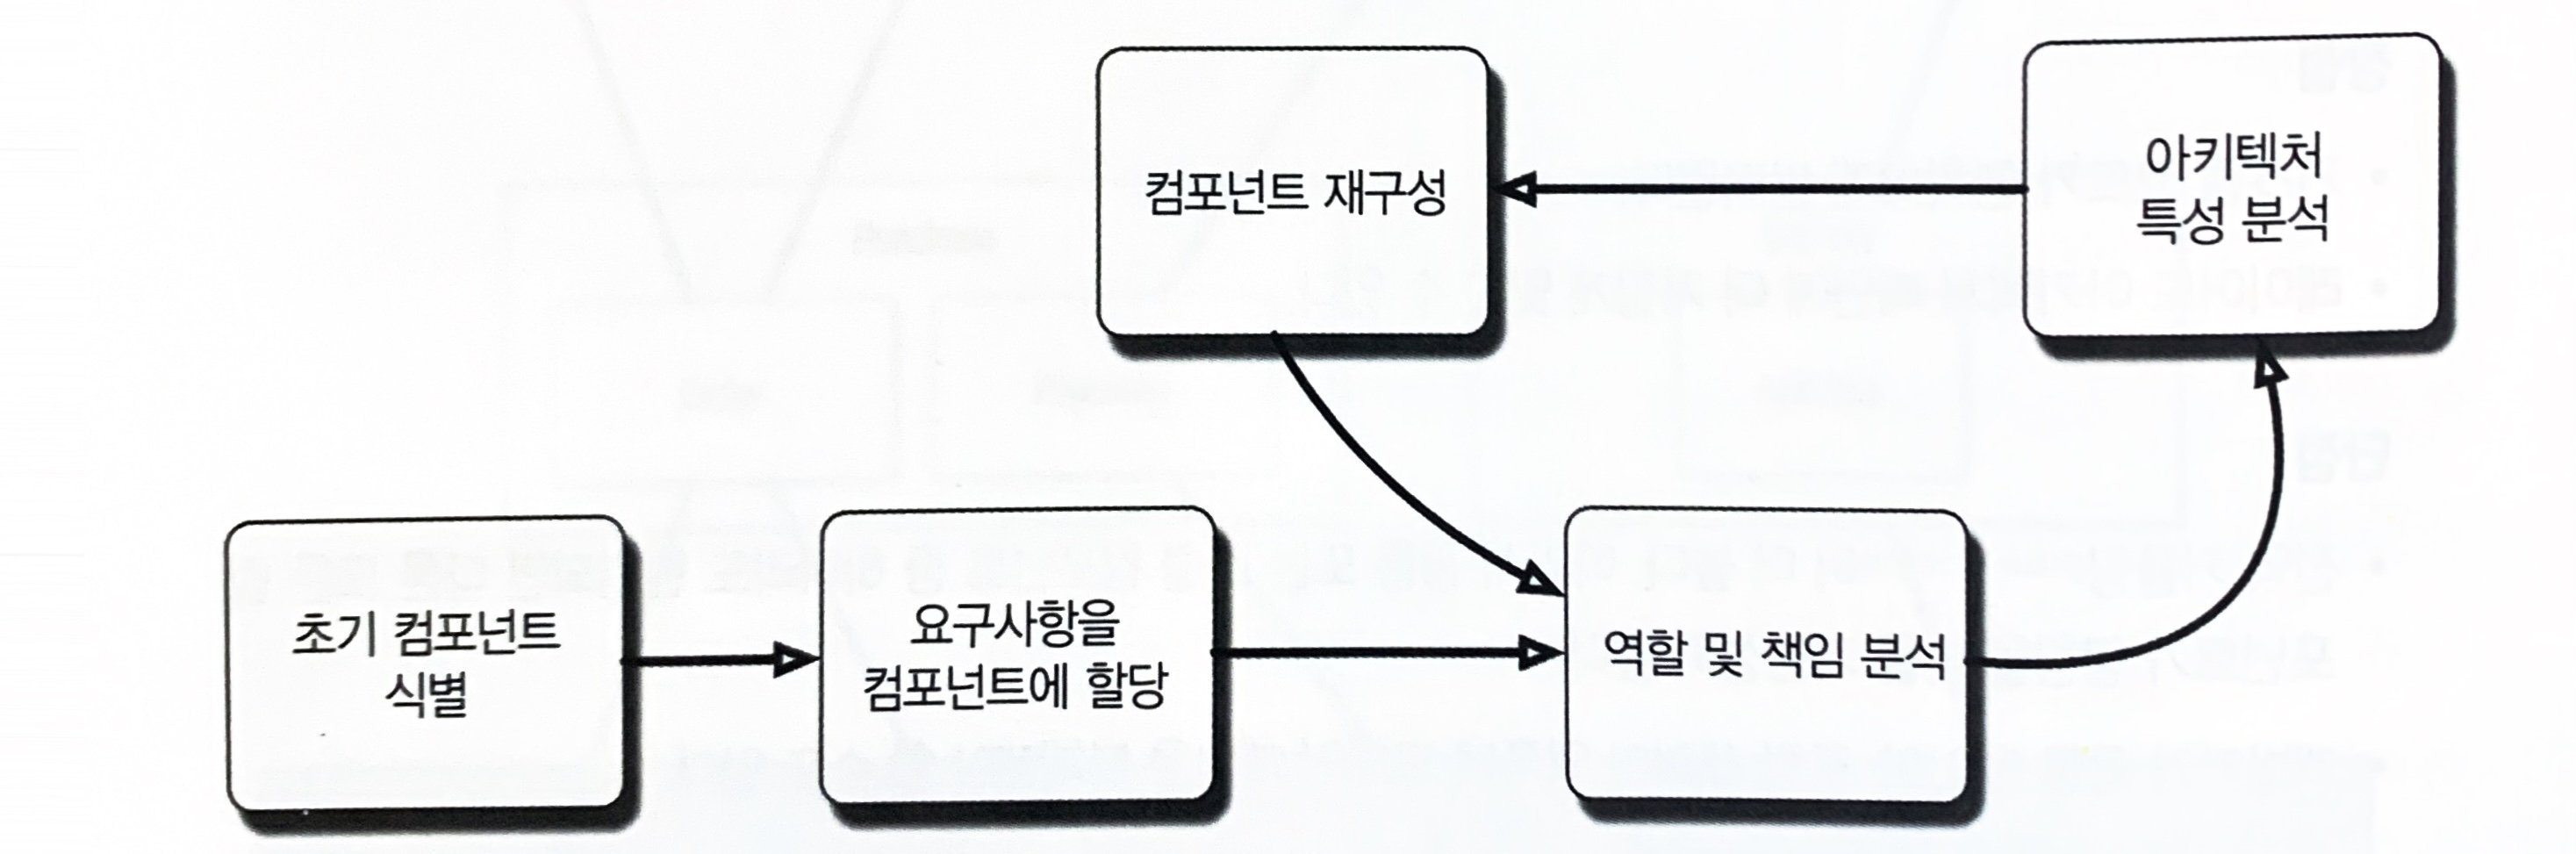 컴포넌트 재구성
아키텍처
특성 분석
초기 컴포넌트
식별
요구사항을
컴포넌트에 할당
역할 및 책임 분석